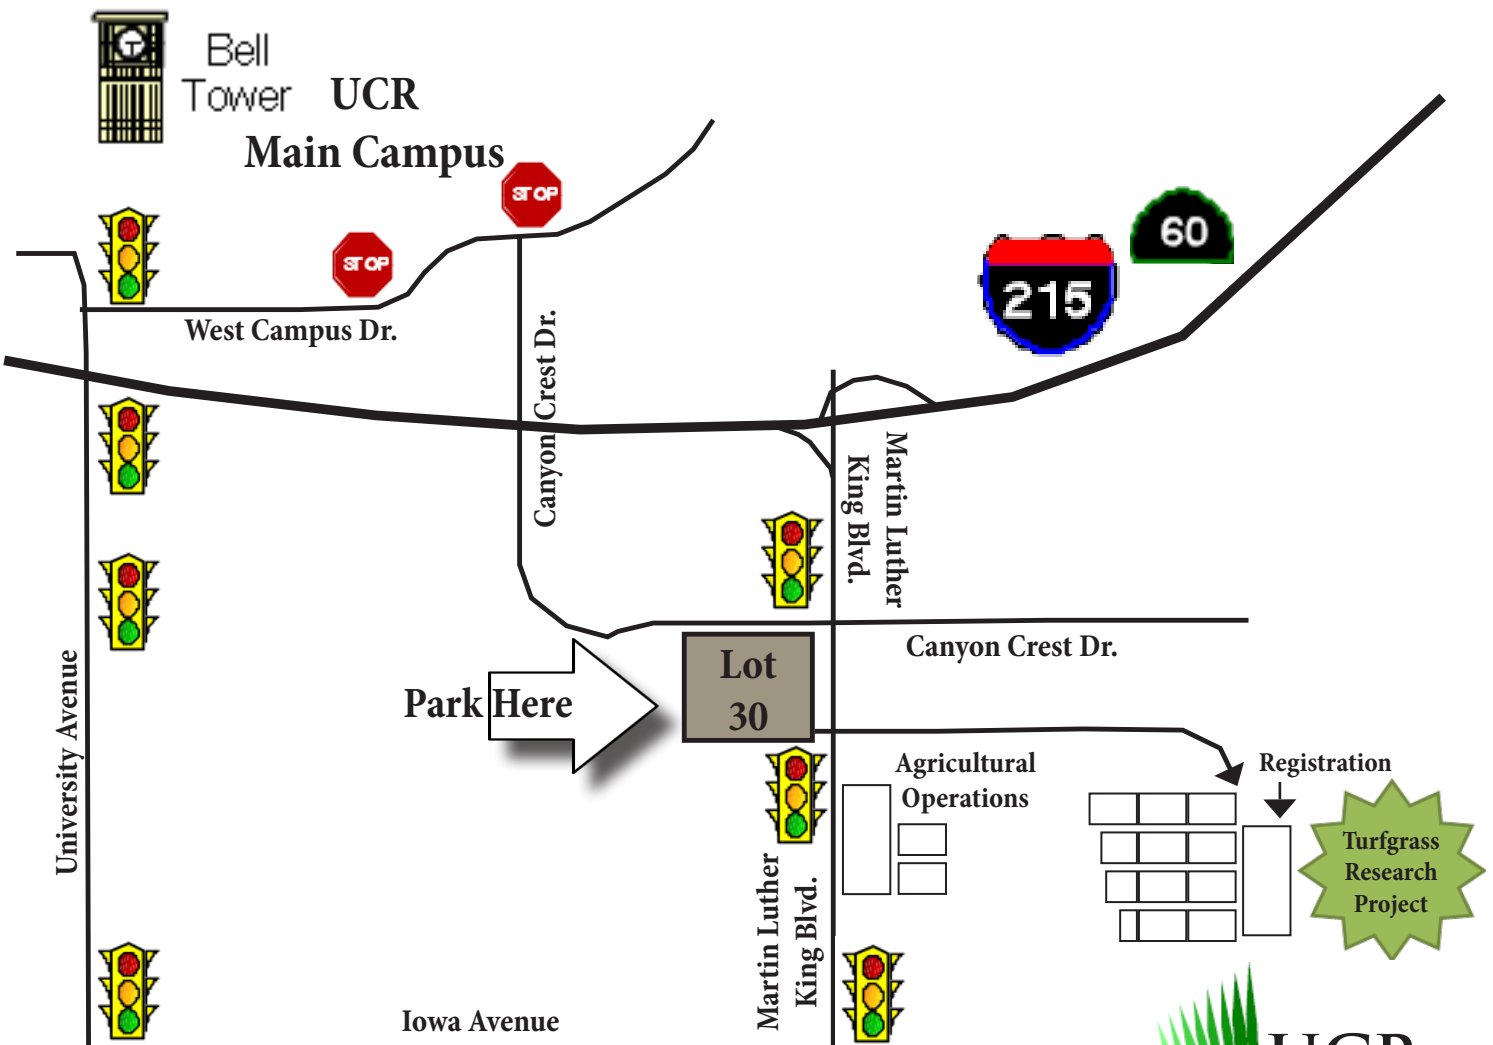 Bell
Tower
UCR
Main Campus
STOP
STOP
60
215
West Campus Dr.
Canyon Crest Dr.
Martin Luther
King Blvd.
Canyon Crest Dr.
Lot
30
Park Here
University Avenue
Agricultural
Operations
Registration
Turfgrass
Research
Project
Martin Luther
King Blvd.
Iowa Avenue
UCR